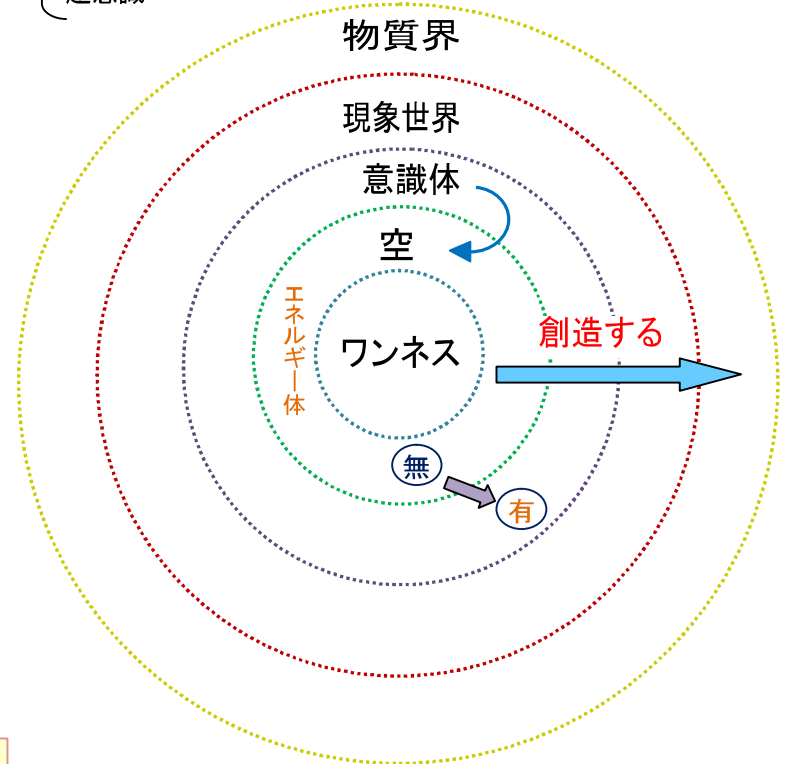 物質界
現象世界
意識体
空
エネルギー体
ワンネス
創造する
無
有